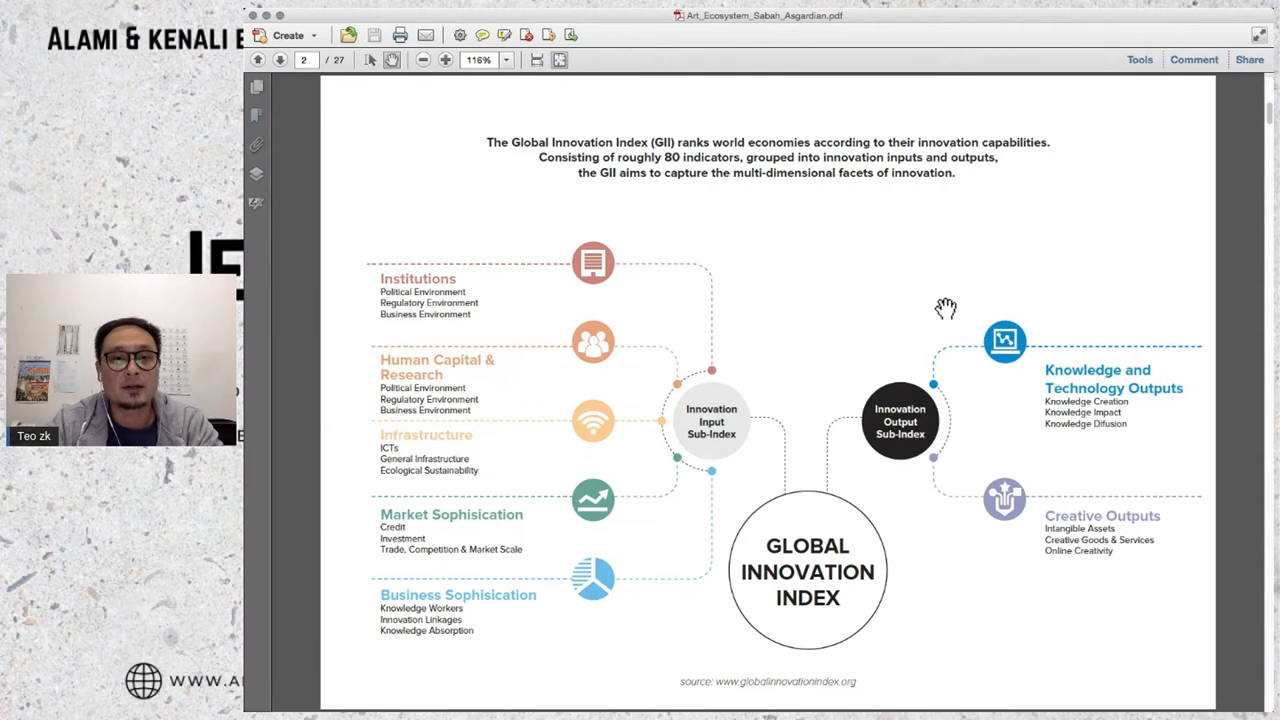 ALAMI & KENALI
Art_Ecosystem_Sabah_Asgardian.pdf
Create
2 / 27
116%
Tools
Comment
Share
The Global Innovation Index (GII) ranks world economies according to their innovation capabilities.
Consisting of roughly 80 indicators, grouped into innovation inputs and outputs,
the GII aims to capture the multi-dimensional facets of innovation.
Institutions
Political Environment
Regulatory Environment
Business Environment
Human Capital &
Research
Political Environment
Regulatory Environment
Business Environment
Infrastructure
ICTs
General Infrastructure
Ecological Sustainability
Market Sophisication
Credit
Investment
Trade, Competition & Market Scale
Business Sophisication
Knowledge Workers
Innovation Linkages
Knowledge Absorption
Innovation
Input
Sub-Index
Innovation
Output
Sub-Index
GLOBAL
INNOVATION
INDEX
Knowledge and
Technology Outputs
Knowledge Creation
Knowledge Impact
Knowledge Difusion
Creative Outputs
Intangible Assets
Creative Goods & Services
Online Creativity
source: www.globalinnovationindex.org
Teo zk
WWW.A